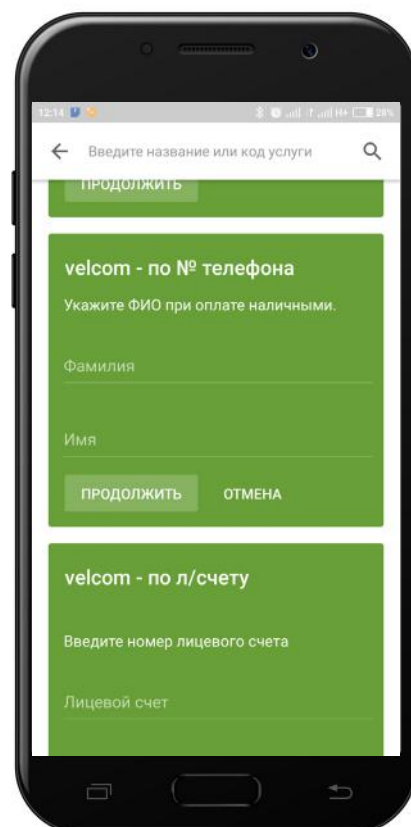 12:14
H+ 28%
Введите название или код услуги
ПРОДОЛЖИТЬ
velcom - по № телефона
Укажите ФИО при оплате наличными.
Фамилия
Имя
ПРОДОЛЖИТЬ ОТМЕНА
velcom - по л/счету
Введите номер лицевого счета
Лицевой счет